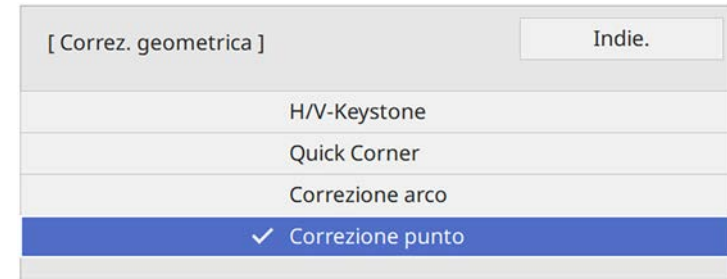 [ Correz. geometrica ]
Indie.
H/V-Keystone
Quick Corner
Correzione arco
Correzione punto